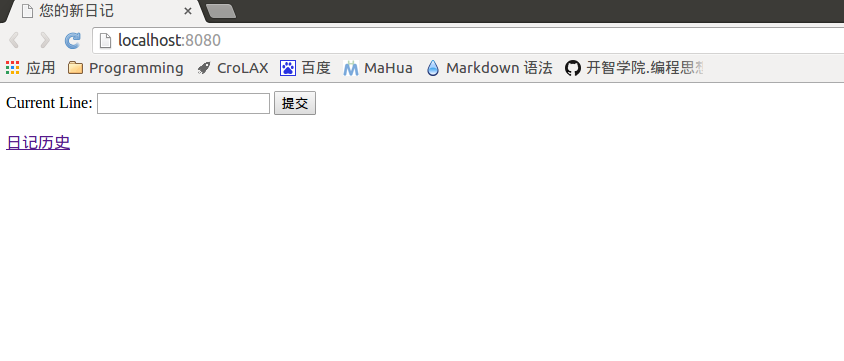 您的新日记
localhost:8080
应用 Programming CroLAX 百度 MaHua Markdown 语法 开智学院.编程思想
Current Line: 提交
日记历史